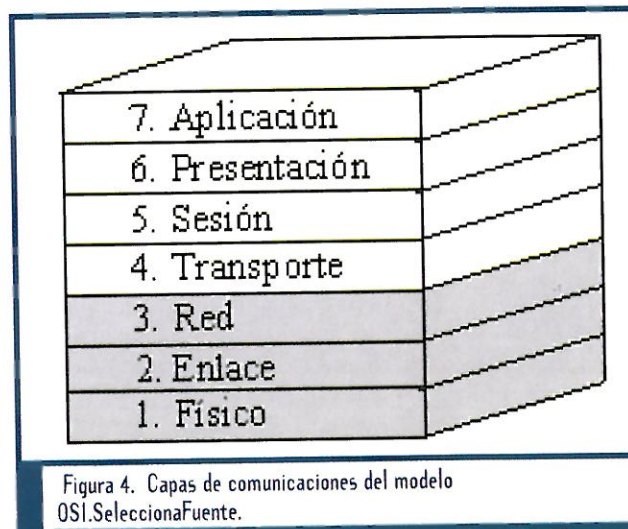 7. Aplicación
6. Presentación
5. Sesión
4. Transporte
3. Red
2. Enlace
1. Físico
Figura 4. Capas de comunicaciones del modelo
OSI.SeleccionaFuente.